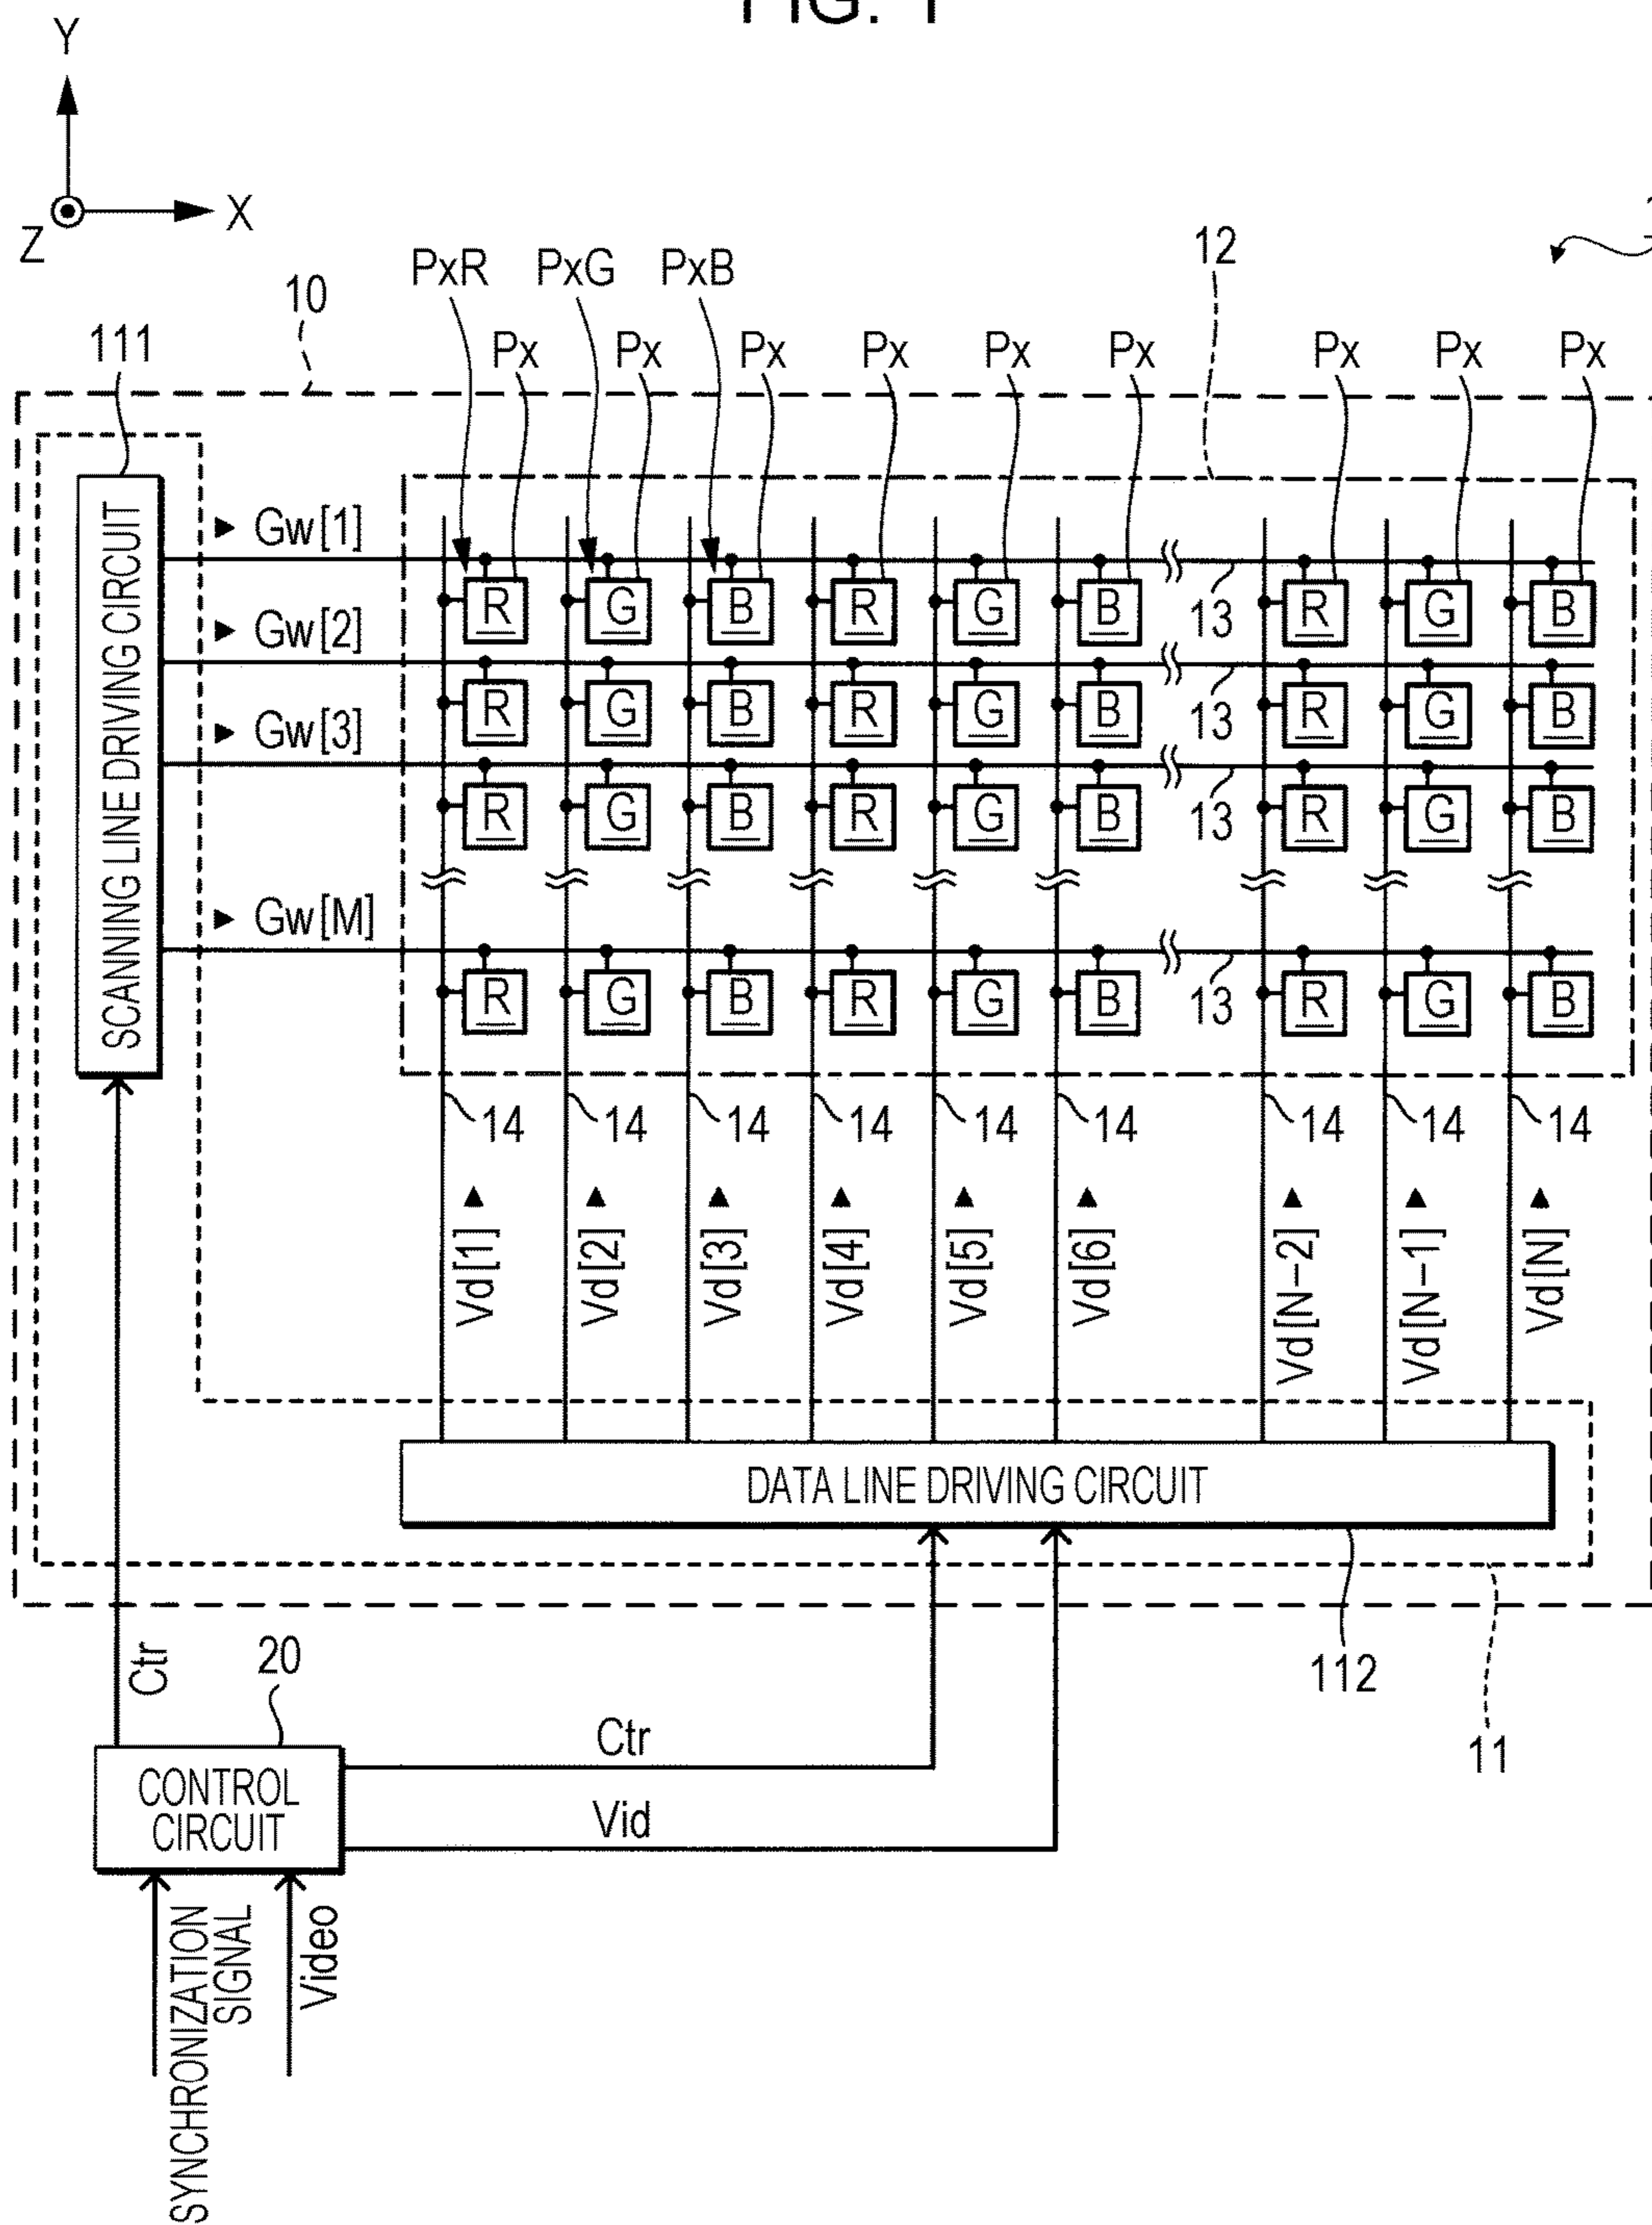 FIG. 1
Y
X
Z
1
12
10
PxR PxG PxB
111
Px Px Px Px Px Px Px Px Px
SCANNING LINE DRIVING CIRCUIT
Gw[1]
R G B R G B 13 R G B
Gw[2]
R G B R G B 13 R G B
Gw[3]
R G B R G B 13 R G B
Gw[M]
R G B R G B 13 R G B
14 14 14 14 14 14 14 14 14
Vd[1] Vd[2] Vd[3] Vd[4] Vd[5] Vd[6] Vd[N-2] Vd[N-1] Vd[N]
DATA LINE DRIVING CIRCUIT
Ctr
20
112
11
Ctr
CONTROL
CIRCUIT
Vid
SYNCHRONIZATION
SIGNAL
Video